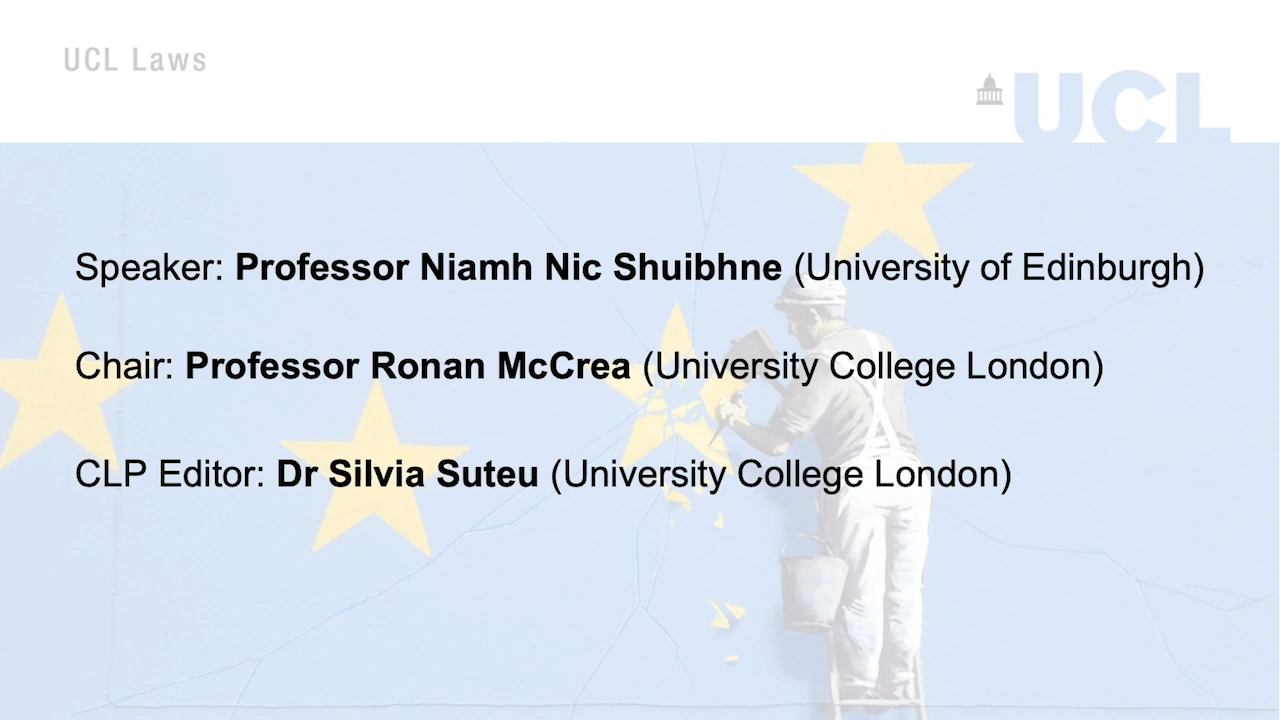 UCL Laws
UCL
Speaker: Professor Niamh Nic Shuibhne (University of Edinburgh)
Chair: Professor Ronan McCrea (University College London)
CLP Editor: Dr Silvia Suteu (University College London)